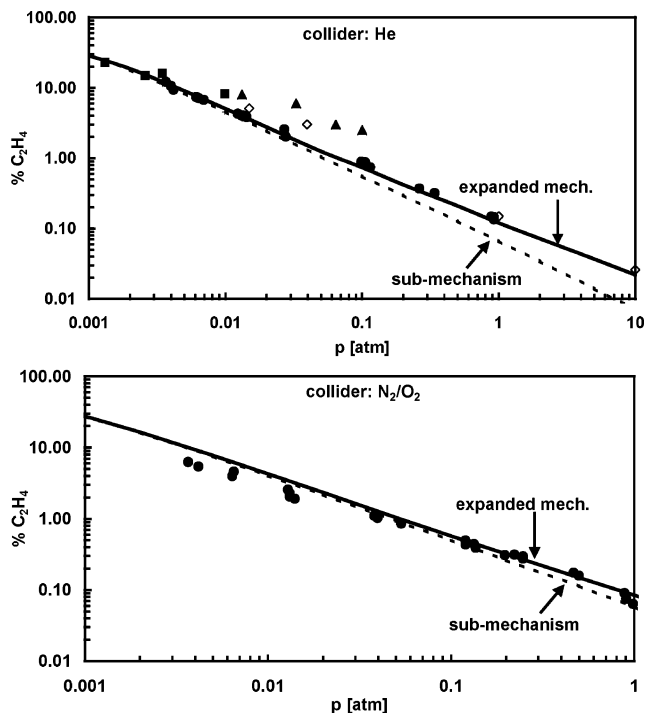 100.00
collider: He
10.00
% C₂H₄
1.00
expanded mech.
0.10
sub-mechanism
0.01
0.001 0.01 0.1 1 10
p [atm]
100.00
collider: N₂/O₂
10.00
% C₂H₄
1.00
expanded mech.
0.10
sub-mechanism
0.01
0.001 0.01 0.1 1
p [atm]